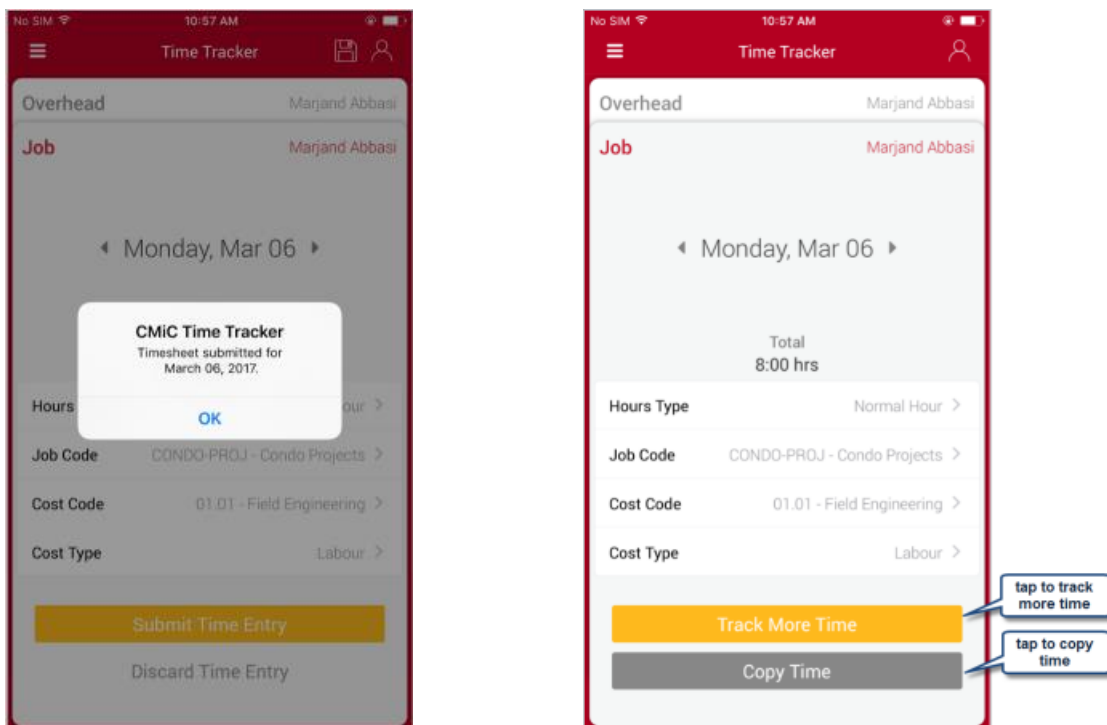 No SIM 10:57 AM
Time Tracker
Overhead Marjand Abbasi
Job Marjand Abbasi
Monday, Mar 06
CMiC Time Tracker
Timesheet submitted for
March 06, 2017.
OK
Hours our
Job Code CONDO-PROJ - Condo Projects
Cost Code 01.01 - Field Engineering
Cost Type Labour
Submit Time Entry
Discard Time Entry
No SIM 10:57 AM
Time Tracker
Overhead Marjand Abbasi
Job Marjand Abbasi
Monday, Mar 06
Total
8:00 hrs
Hours Type Normal Hour
Job Code CONDO-PROJ - Condo Projects
Cost Code 01.01 - Field Engineering
Cost Type Labour
Track More Time
Copy Time
tap to track
more time
tap to copy
time